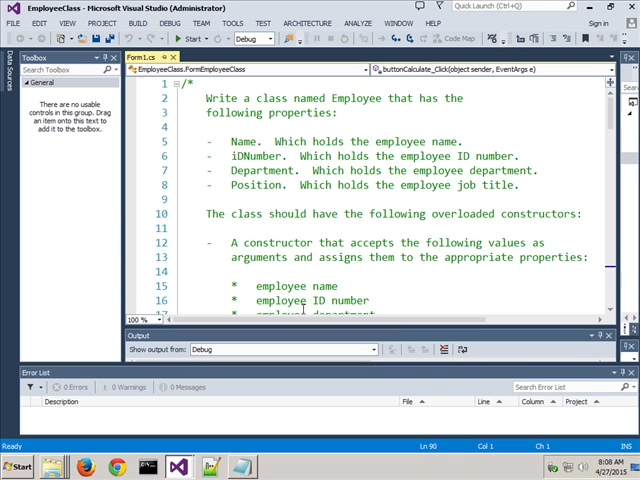 EmployeeClass - Microsoft Visual Studio (Administrator)
Quick Launch (Ctrl+Q)
FILE EDIT VIEW PROJECT BUILD DEBUG TEAM TOOLS TEST ARCHITECTURE ANALYZE WINDOW HELP
Sign in
Start Debug Code Map
Data Sources
Toolbox
General
There are no usable
controls in this group. Drag
an item onto this text to
add it to the toolbox.
Form1.cs
EmployeeClass.FormEmployeeClass
buttonCalculate_Click(object sender, EventArgs e)
1 /*
2 Write a class named Employee that has the
3 following properties:
4
5 - Name. Which holds the employee name.
6 - iDNumber. Which holds the employee ID number.
7 - Department. Which holds the employee department.
8 - Position. Which holds the employee job title.
9
10 The class should have the following overloaded constructors:
11
12 - A constructor that accepts the following values as
13 arguments and assigns them to the appropriate properties:
14
15 * employee name
16 * employee ID number
17 * employee department
100 %
Output
Show output from: Debug
Error List
0 Errors 0 Warnings 0 Messages
Search Error List
Description File Line Column Project
Ready Ln 90 Col 1 Ch 1 INS
Start
8:08 AM
4/27/2015